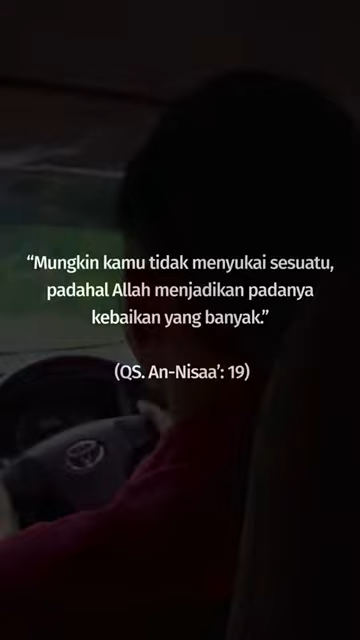 “Mungkin kamu tidak menyukai sesuatu,
padahal Allah menjadikan padanya
kebaikan yang banyak.”
(QS. An-Nisaa’: 19)